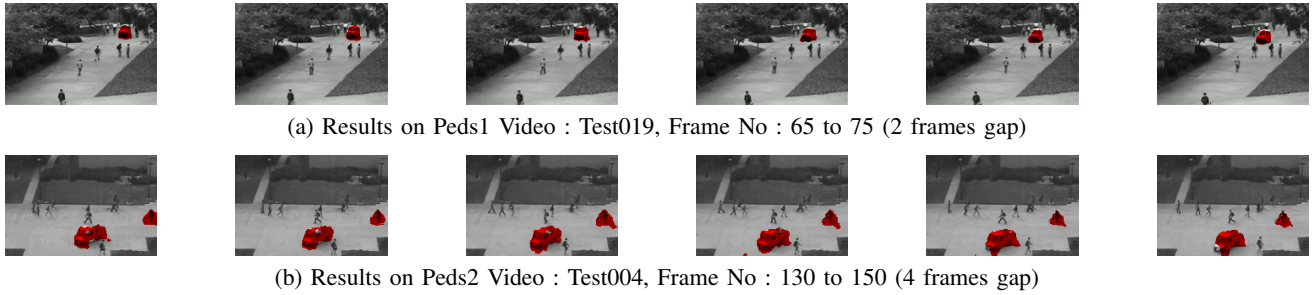 (a) Results on Peds1 Video : Test019, Frame No : 65 to 75 (2 frames gap)
(b) Results on Peds2 Video : Test004, Frame No : 130 to 150 (4 frames gap)